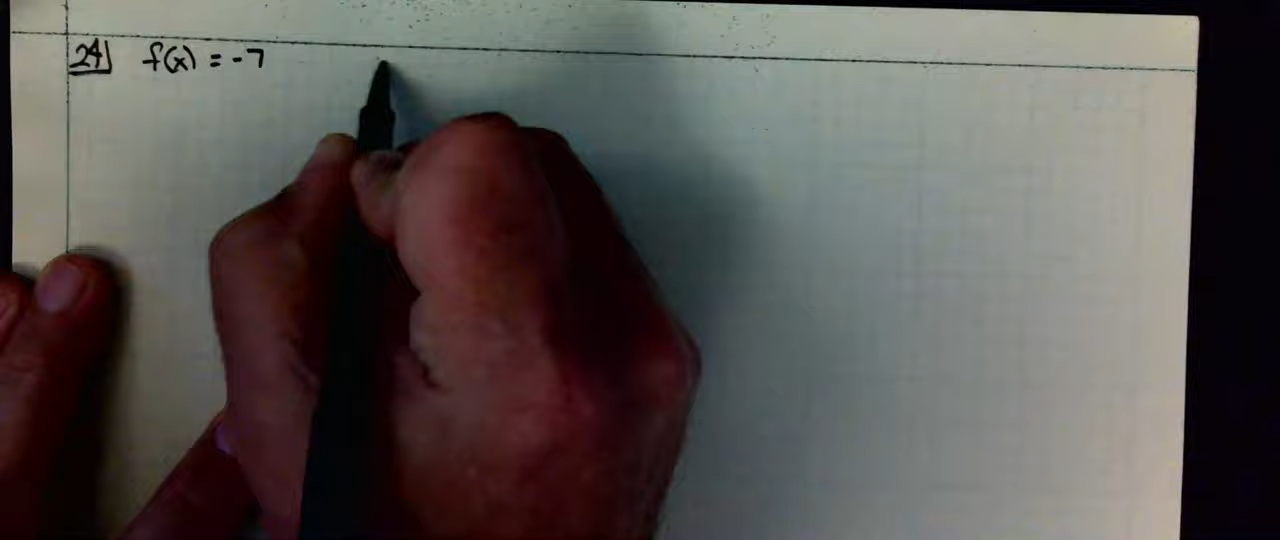 24] f(x) = -7